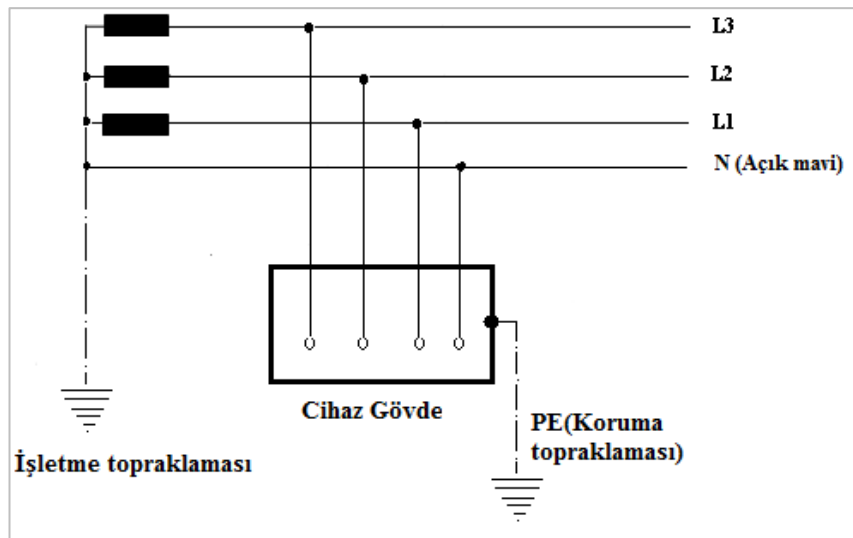 L3
L2
L1
N (Açık mavi)
Cihaz Gövde
PE(Koruma
topraklaması)
İşletme topraklaması